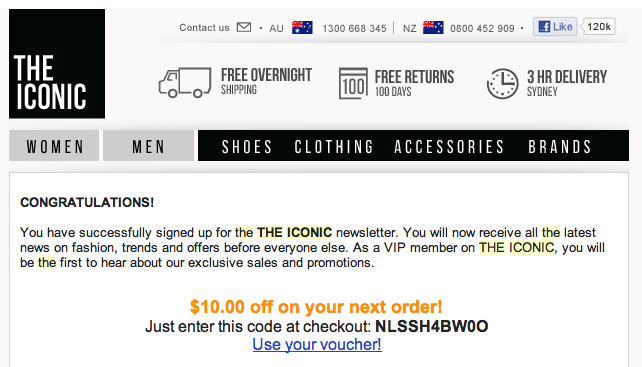 THE
ICONIC
Contact us · AU 1300 668 345 | NZ 0800 452 909 · Like 120k
FREE OVERNIGHT
SHIPPING
100
FREE RETURNS
100 DAYS
3 HR DELIVERY
SYDNEY
WOMEN MEN SHOES CLOTHING ACCESSORIES BRANDS
CONGRATULATIONS!
You have successfully signed up for the THE ICONIC newsletter. You will now receive all the latest
news on fashion, trends and offers before everyone else. As a VIP member on THE ICONIC, you will
be the first to hear about our exclusive sales and promotions.
$10.00 off on your next order!
Just enter this code at checkout: NLSSH4BW0O
Use your voucher!